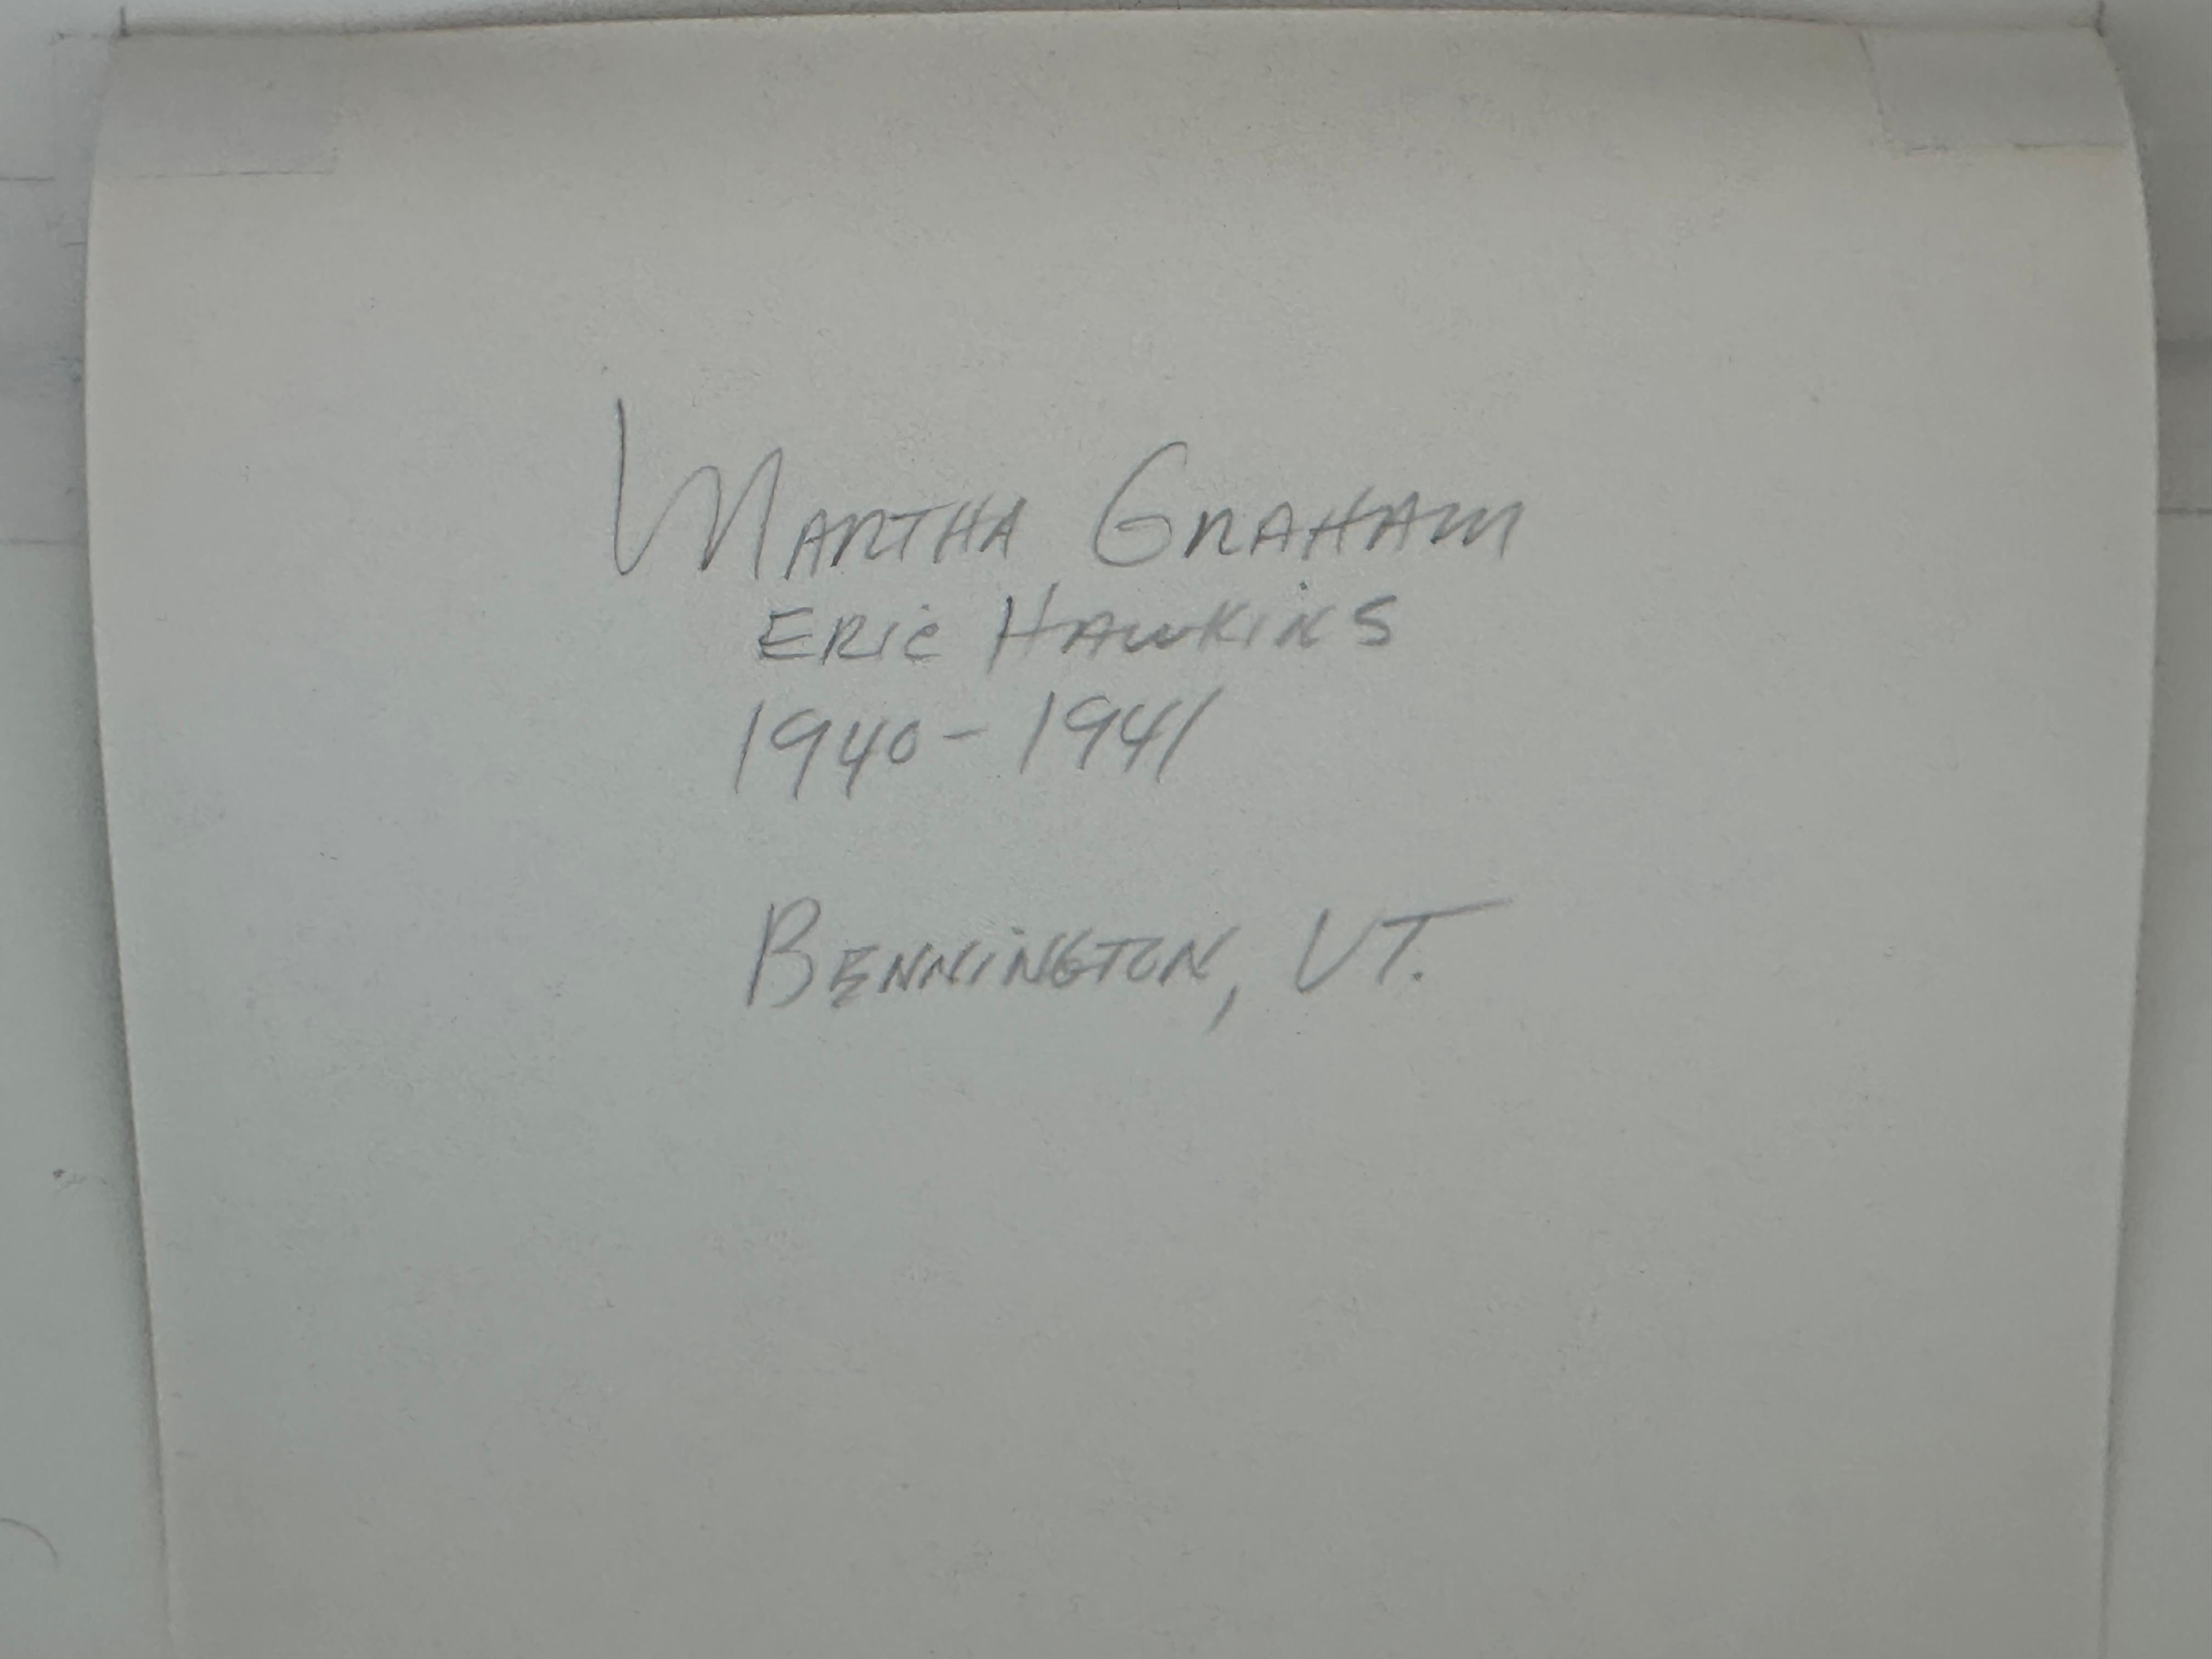 MARTHA GRAHAM
ERiC HAWKiNS
1940-1941
BENNiNGTON, VT.